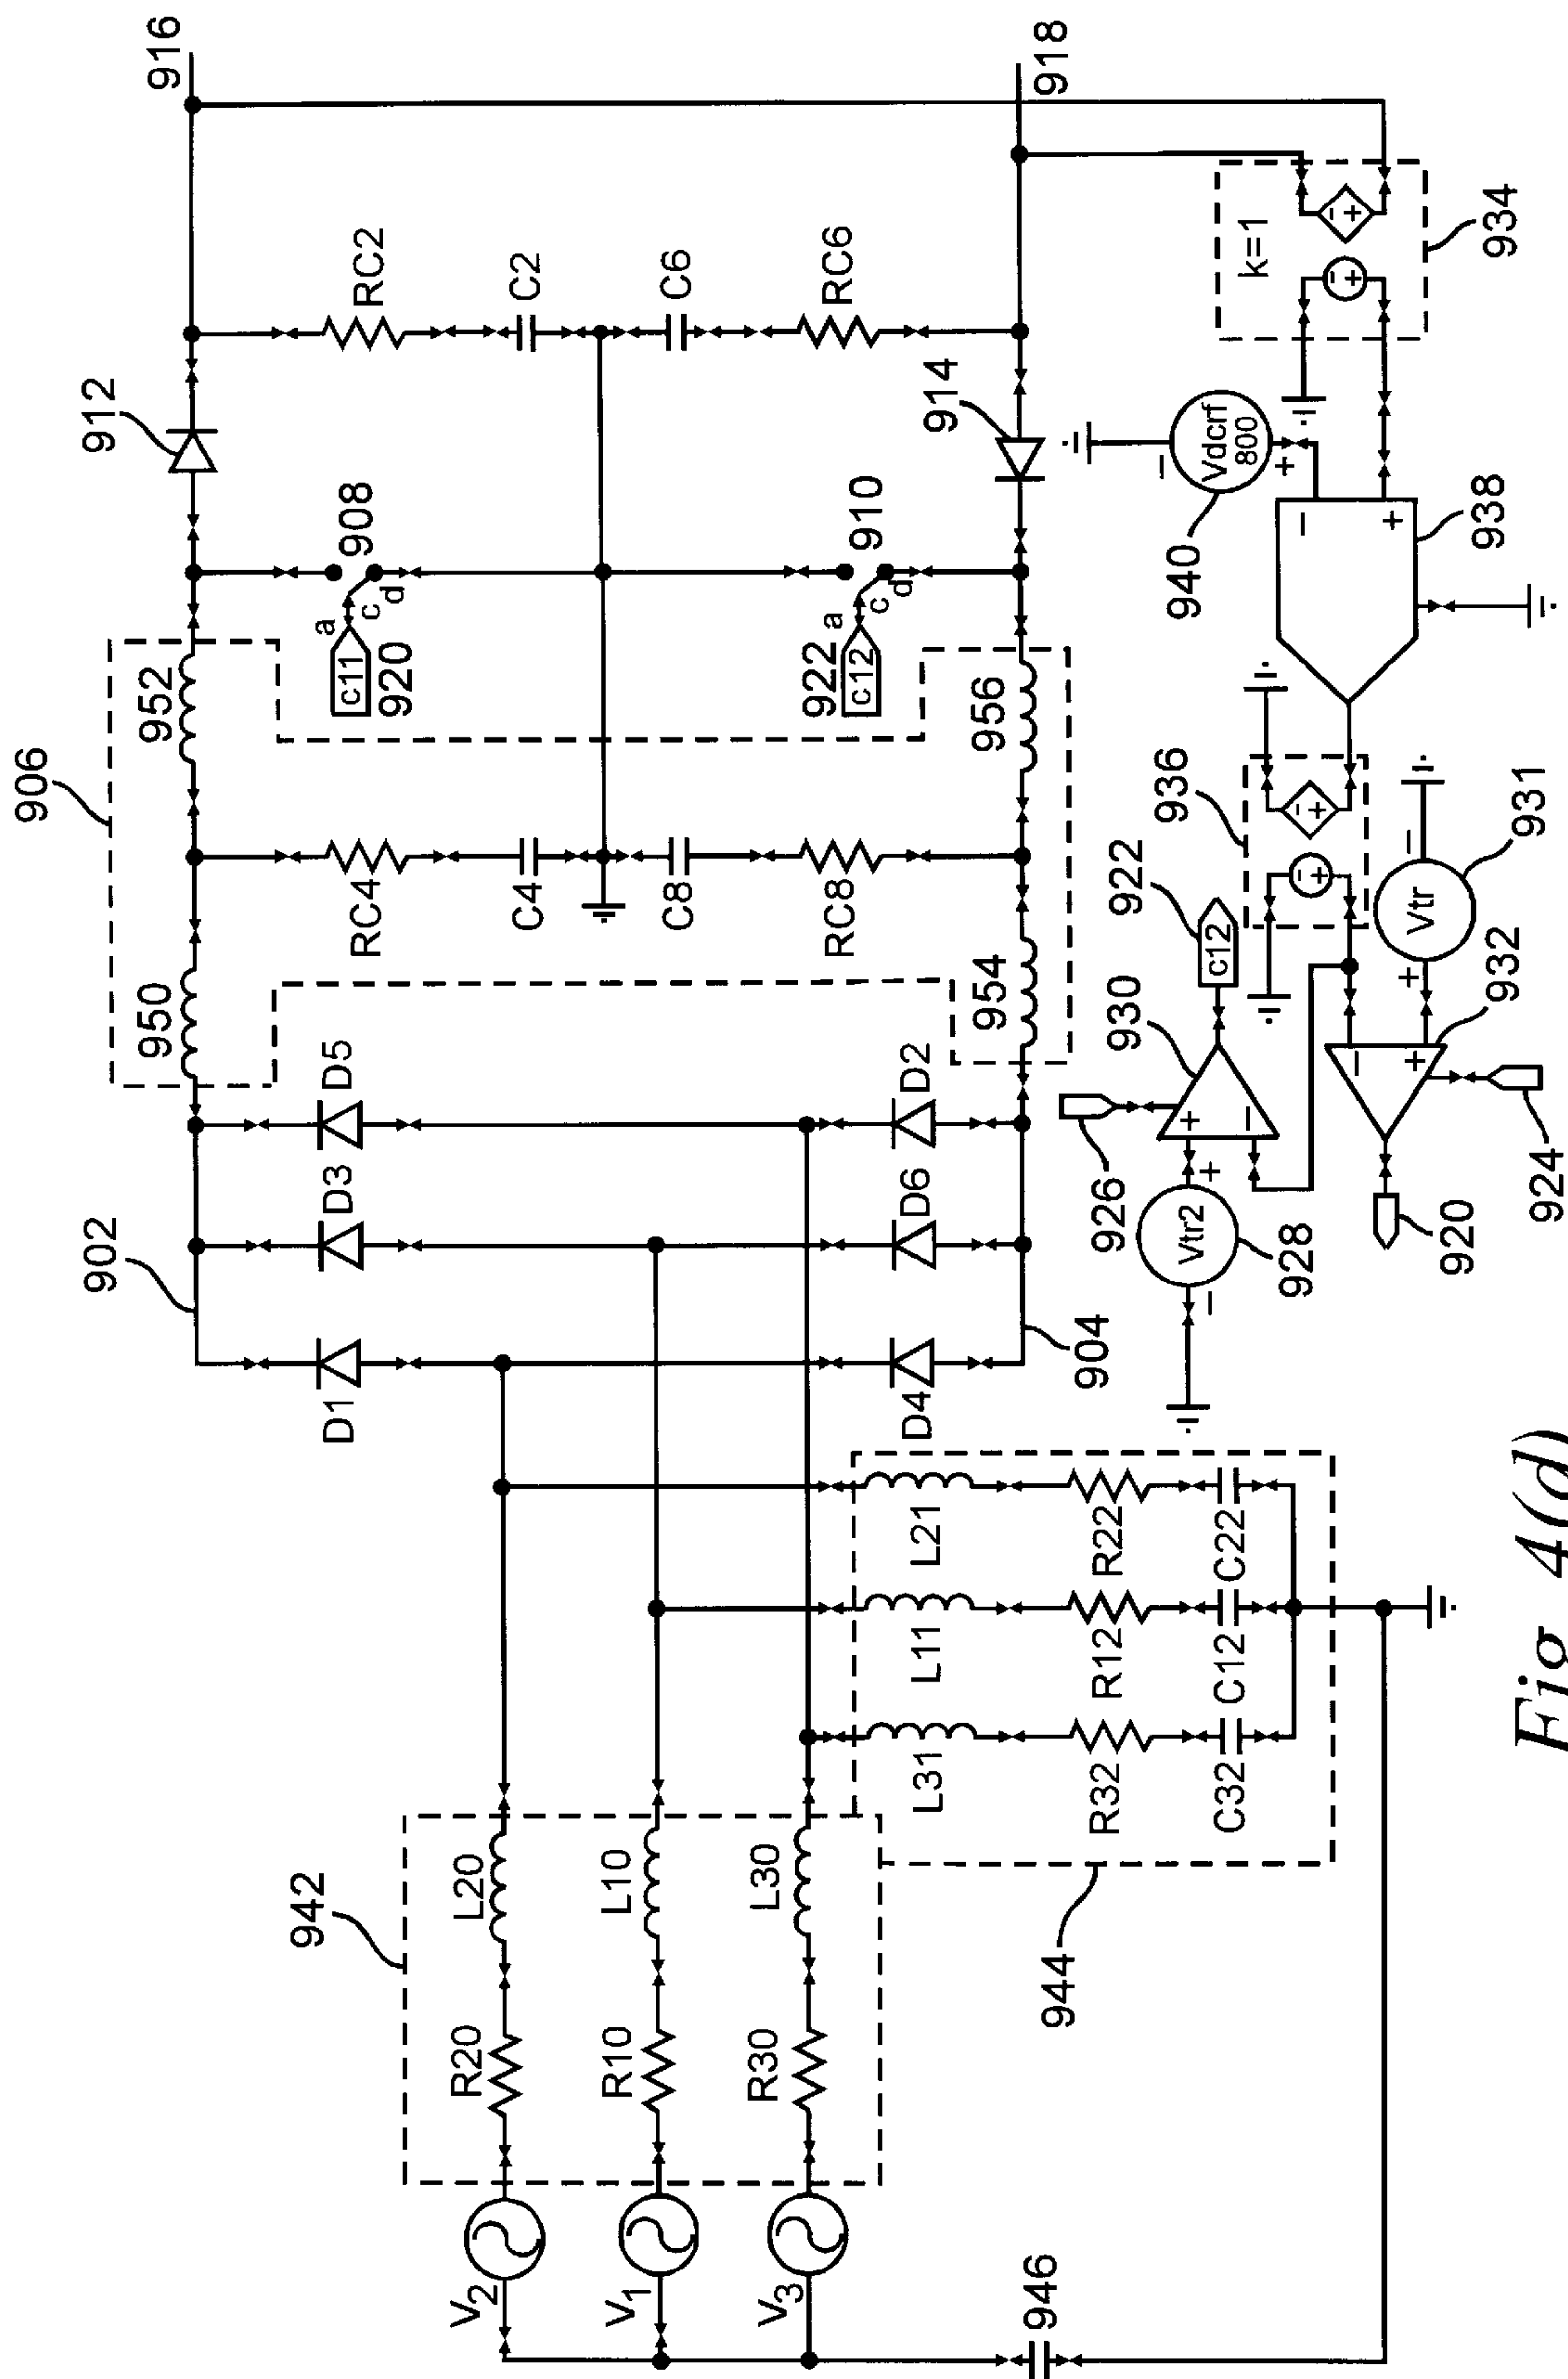 916
918
912
RC2
C2
C6
RC6
914
908
a
c
d
c11
920
910
a
c
d
c12
922
952
956
906
950
954
RC4
C4
C8
RC8
902
D5
D3
D1
D2
D6
D4
904
k=1
+
-
-
+
934
Vdcrf
800
-
+
940
-
+
938
936
-
+
-
+
Vtr
-
+
931
932
-
+
924
920
922
c12
930
+
-
926
Vtr2
+
-
928
L21
L11
L31
R22
R12
R32
C22
C12
C32
944
942
L20
L10
L30
R20
R10
R30
V2
V1
V3
946
Fig. 4(d)